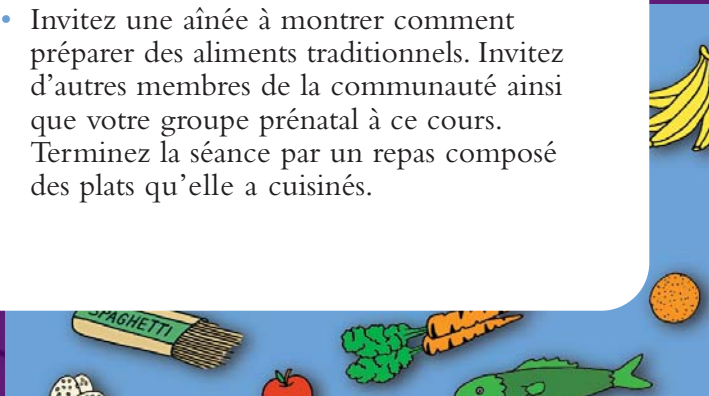 • Invitez une aînée à montrer comment
préparer des aliments traditionnels. Invitez
d'autres membres de la communauté ainsi
que votre groupe prénatal à ce cours.
Terminez la séance par un repas composé
des plats qu'elle a cuisinés.
SPAGHETTI